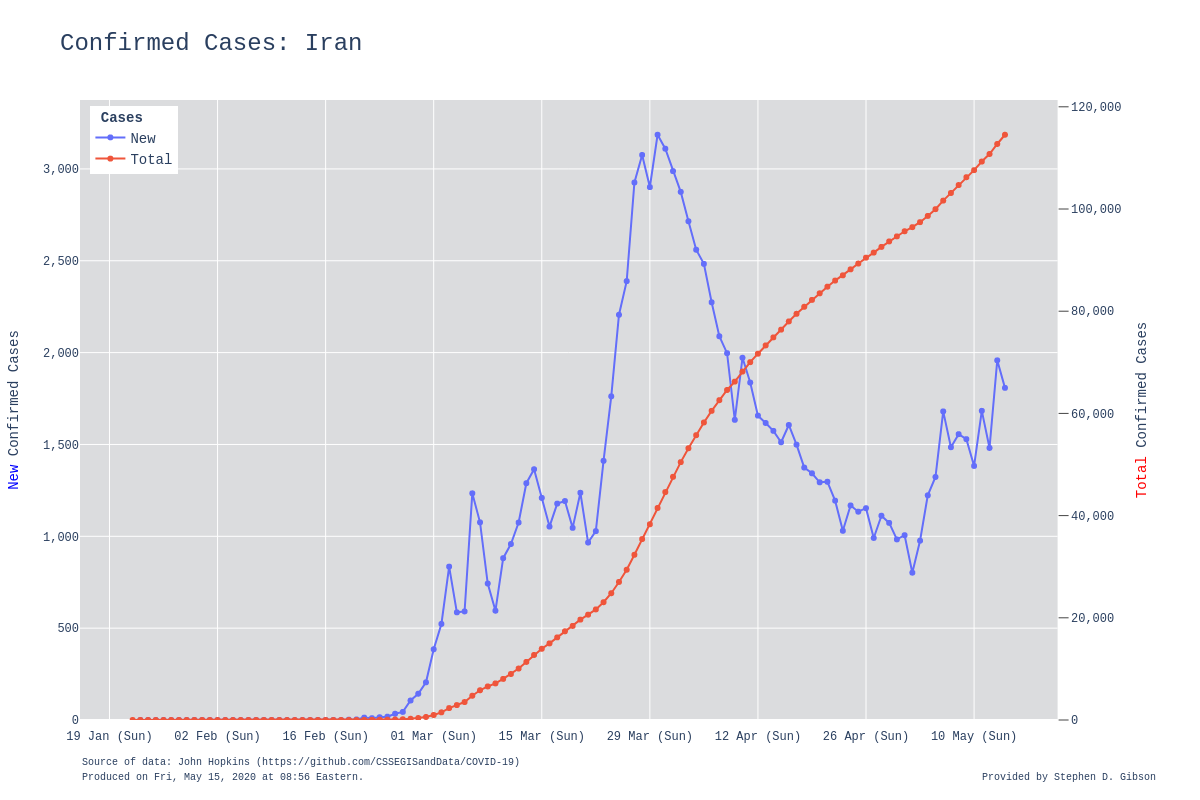 Confirmed Cases: Iran
Cases
New
Total
3,000
2,500
2,000
1,500
1,000
500
0
New Confirmed Cases
120,000
100,000
80,000
60,000
40,000
20,000
0
Total Confirmed Cases
19 Jan (Sun) 02 Feb (Sun) 16 Feb (Sun) 01 Mar (Sun) 15 Mar (Sun) 29 Mar (Sun) 12 Apr (Sun) 26 Apr (Sun) 10 May (Sun)
Source of data: John Hopkins (https://github.com/CSSEGISandData/COVID-19)
Produced on Fri, May 15, 2020 at 08:56 Eastern.
Provided by Stephen D. Gibson